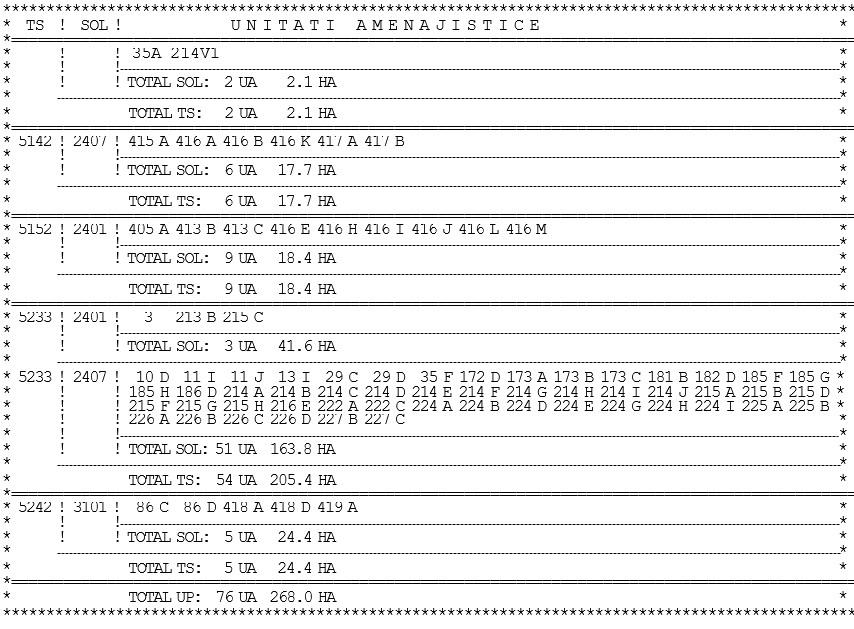 ****************************************************************************************************
* TS ! SOL ! U N I T A T I A M E N A J I S T I C E *
*==================================================*
* ! ! 35A 214V1 *
* ! !--------------------------------------------------*
* ! ! TOTAL SOL: 2 UA 2.1 HA *
* --------------------------------------------------*
* TOTAL TS: 2 UA 2.1 HA *
*==================================================*
* 5142 ! 2407 ! 415 A 416 A 416 B 416 K 417 A 417 B *
* ! !--------------------------------------------------*
* ! ! TOTAL SOL: 6 UA 17.7 HA *
* --------------------------------------------------*
* TOTAL TS: 6 UA 17.7 HA *
*==================================================*
* 5152 ! 2401 ! 405 A 413 B 413 C 416 E 416 H 416 I 416 J 416 L 416 M *
* ! !--------------------------------------------------*
* ! ! TOTAL SOL: 9 UA 18.4 HA *
* --------------------------------------------------*
* TOTAL TS: 9 UA 18.4 HA *
*==================================================*
* 5233 ! 2401 ! 3 213 B 215 C *
* ! !--------------------------------------------------*
* ! ! TOTAL SOL: 3 UA 41.6 HA *
* --------------------------------------------------*
* 5233 ! 2407 ! 10 D 11 I 11 J 13 I 29 C 29 D 35 F 172 D 173 A 173 B 173 C 181 B 182 D 185 F 185 G *
* ! ! 185 H 186 D 214 A 214 B 214 C 214 D 214 E 214 F 214 G 214 H 214 I 214 J 215 A 215 B 215 D *
* ! ! 215 F 215 G 215 H 216 E 222 A 222 C 224 A 224 B 224 D 224 E 224 G 224 H 224 I 225 A 225 B *
* ! ! 226 A 226 B 226 C 226 D 227 B 227 C *
* ! !--------------------------------------------------*
* ! ! TOTAL SOL: 51 UA 163.8 HA *
* --------------------------------------------------*
* TOTAL TS: 54 UA 205.4 HA *
*==================================================*
* 5242 ! 3101 ! 86 C 86 D 418 A 418 D 419 A *
* ! !--------------------------------------------------*
* ! ! TOTAL SOL: 5 UA 24.4 HA *
* --------------------------------------------------*
* TOTAL TS: 5 UA 24.4 HA *
*==================================================*
* TOTAL UP: 76 UA 268.0 HA *
****************************************************************************************************